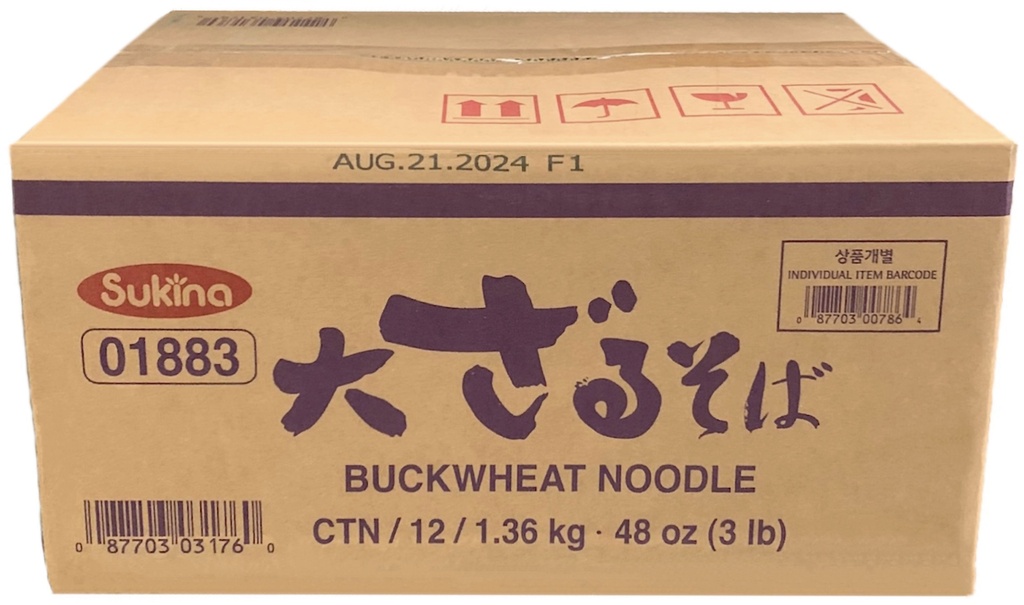 AUG.21.2024 F1
Sukina
01883
大ざるそば
상품개별
INDIVIDUAL ITEM BARCODE
0 87703 00786 4
BUCKWHEAT NOODLE
CTN / 12 / 1.36 kg · 48 oz (3 lb)
0 87703 03176 0